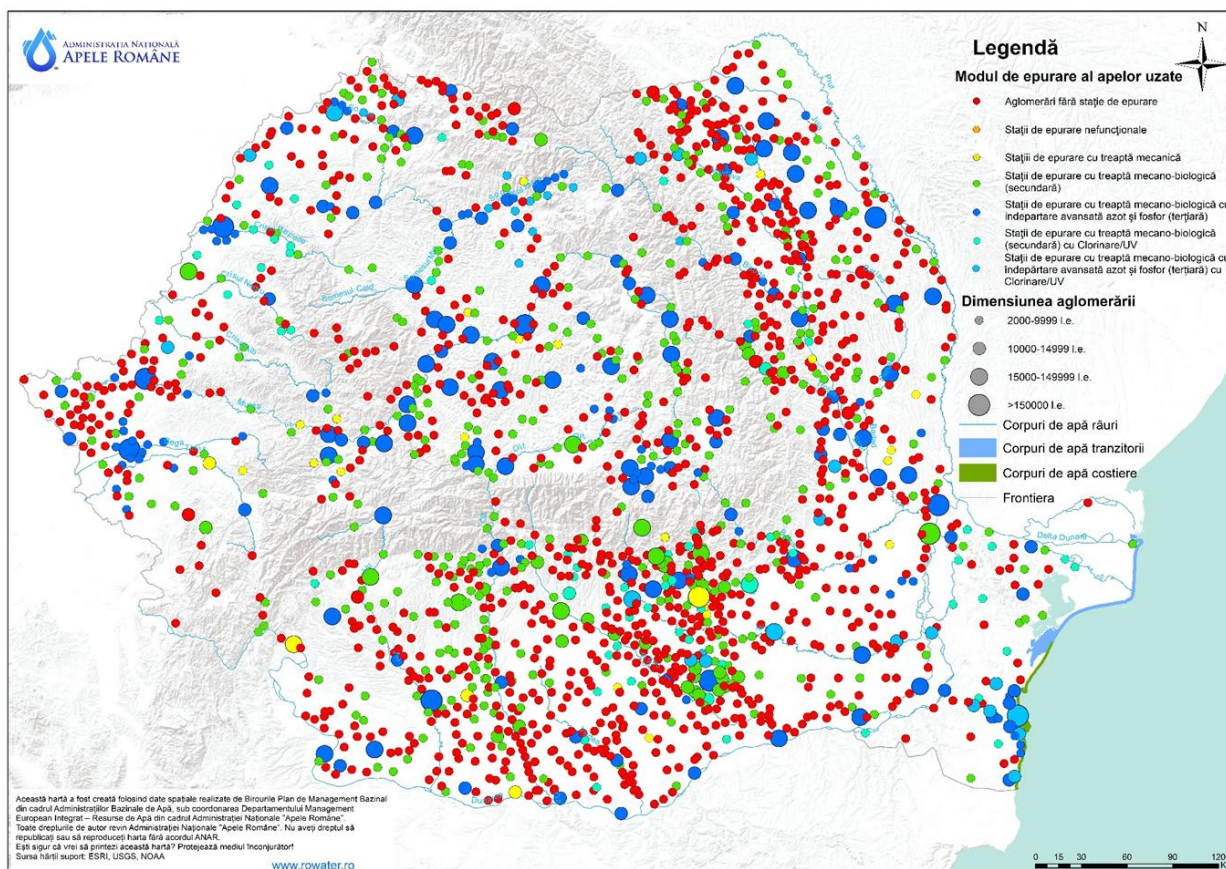 ADMINISTRAȚIA NAȚIONALĂ
APELE ROMÂNE
N
Legendă
Modul de epurare al apelor uzate
Aglomerări fără stație de epurare
Stații de epurare nefuncționale
Stații de epurare cu treaptă mecanică
Stații de epurare cu treaptă mecano-biologică
(secundară)
Stații de epurare cu treaptă mecano-biologică cu
îndepărtare avansată azot și fosfor (terțiară)
Stații de epurare cu treaptă mecano-biologică
(secundară) cu Clorinare/UV
Stații de epurare cu treaptă mecano-biologică cu
îndepărtare avansată azot și fosfor (terțiară) cu
Clorinare/UV
Dimensiunea aglomerării
2000-9999 l.e.
10000-14999 l.e.
15000-149999 l.e.
>150000 l.e.
Corpuri de apă râuri
Corpuri de apă tranzitorii
Corpuri de apă costiere
Frontiera
Prut
Jijia
Prut
Somesul Cald
Delta Dunarii
Olt
Această hartă a fost creată folosind date spațiale realizate de Birourile Plan de Management Bazinal
din cadrul Administrațiilor Bazinale de Apă, sub coordonarea Departamentului Management
European Integrat – Resurse de Apă din cadrul Administrației Naționale "Apele Române".
Toate drepturile de autor revin Administrației Naționale "Apele Române". Nu aveți dreptul să
republicați sau să reproduceți harta fără acordul ANAR.
Ești sigur că vrei să printezi această hartă? Protejează mediul înconjurător!
Sursa hărții suport: ESRI, USGS, NOAA
www.rowater.ro
0 15 30 60 90 120